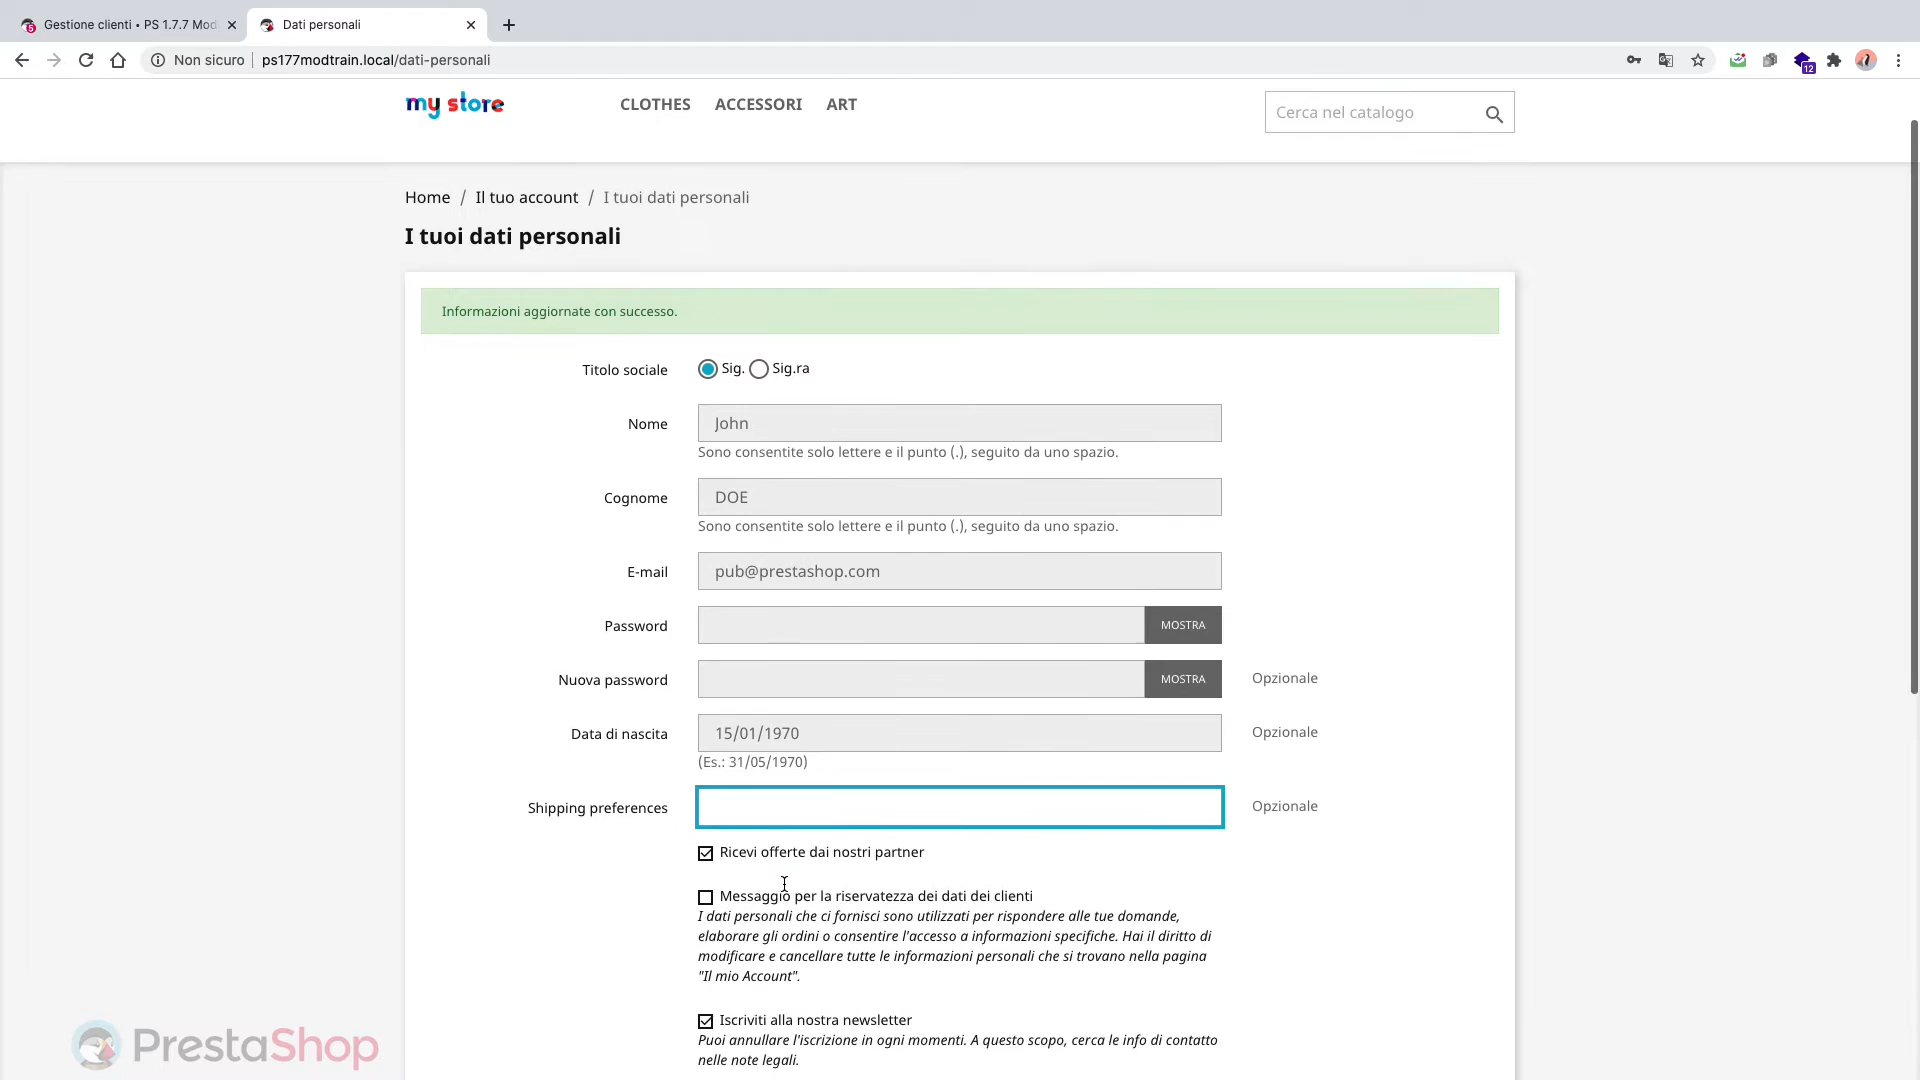 Gestione clienti • PS 1.7.7 Mod
Dati personali
Non sicuro
ps177modtrain.local/dati-personali
12
my store
CLOTHES
ACCESSORI
ART
Cerca nel catalogo
Home / Il tuo account / I tuoi dati personali
I tuoi dati personali
Informazioni aggiornate con successo.
Titolo sociale
Sig.
Sig.ra
Nome
John
Sono consentite solo lettere e il punto (.), seguito da uno spazio.
Cognome
DOE
Sono consentite solo lettere e il punto (.), seguito da uno spazio.
E-mail
pub@prestashop.com
Password
MOSTRA
Nuova password
MOSTRA
Opzionale
Data di nascita
15/01/1970
Opzionale
(Es.: 31/05/1970)
Shipping preferences
Opzionale
Ricevi offerte dai nostri partner
Messaggio per la riservatezza dei dati dei clienti
I dati personali che ci fornisci sono utilizzati per rispondere alle tue domande,
elaborare gli ordini o consentire l'accesso a informazioni specifiche. Hai il diritto di
modificare e cancellare tutte le informazioni personali che si trovano nella pagina
"Il mio Account".
Iscriviti alla nostra newsletter
Puoi annullare l'iscrizione in ogni momenti. A questo scopo, cerca le info di contatto
nelle note legali.
PrestaShop